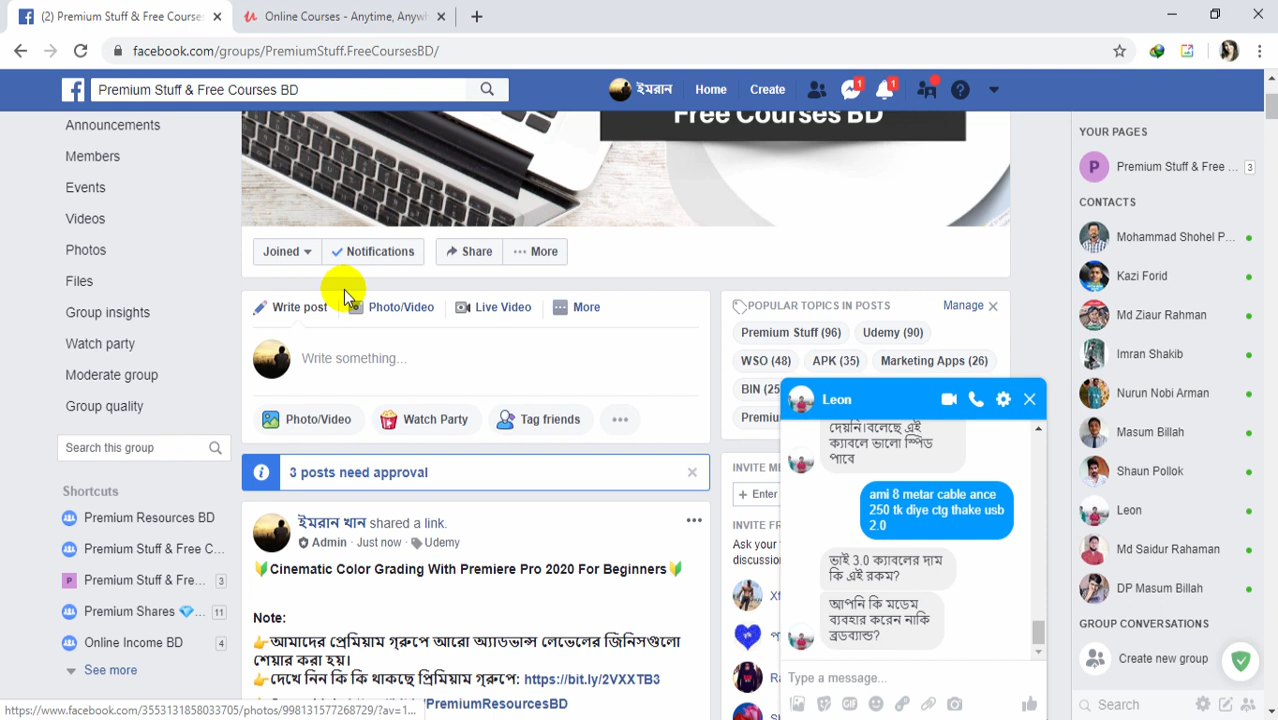 (2) Premium Stuff & Free Courses
Online Courses - Anytime, Anywh
facebook.com/groups/PremiumStuff.FreeCoursesBD/
Premium Stuff & Free Courses BD
ইমরান
Home
Create
1
1
Free Courses BD
Announcements
Members
Events
Videos
Photos
Files
Group insights
Watch party
Moderate group
Group quality
Search this group
Shortcuts
Premium Resources BD
Premium Stuff & Free C...
Premium Stuff & Fre... 3
Premium Shares 💎... 11
Online Income BD 4
See more
Joined
Notifications
Share
More
Write post
Photo/Video
Live Video
More
Write something...
Photo/Video
Watch Party
Tag friends
3 posts need approval
ইমরান খান shared a link.
Admin · Just now · Udemy
🔰Cinematic Color Grading With Premiere Pro 2020 For Beginners🔰
Note:
👉আমাদের প্রিমিয়াম গ্রুপে আরো অ্যাডভান্স লেভেলের জিনিসগুলো
শেয়ার করা হয়।
👉দেখে নিন কি কি থাকছে প্রিমিয়াম গ্রুপে: https://bit.ly/2VXXTB3
/PremiumResourcesBD
POPULAR TOPICS IN POSTS
Manage
Premium Stuff (96)
Udemy (90)
WSO (48)
APK (35)
Marketing Apps (26)
BIN (25
Premiu
INVITE ME
+ Enter
INVITE FR
Ask your
discussio
Leon
দেয়নি।বলেছে এই
ক্যাবলে ভালো স্পিড
পাবে
ami 8 metar cable ance
250 tk diye ctg thake usb
2.0
ভাই 3.0 ক্যাবলের দাম
কি এই রকম?
আপনি কি মডেম
ব্যবহার করেন নাকি
ব্রডব্যান্ড?
Type a message...
YOUR PAGES
Premium Stuff & Free ... 3
CONTACTS
Mohammad Shohel P...
Kazi Forid
Md Ziaur Rahman
Imran Shakib
Nurun Nobi Arman
Masum Billah
Shaun Pollok
Leon
Md Saidur Rahaman
DP Masum Billah
GROUP CONVERSATIONS
Create new group
Search
https://www.facebook.com/3553131858033705/photos/998131577268729/?av=1...